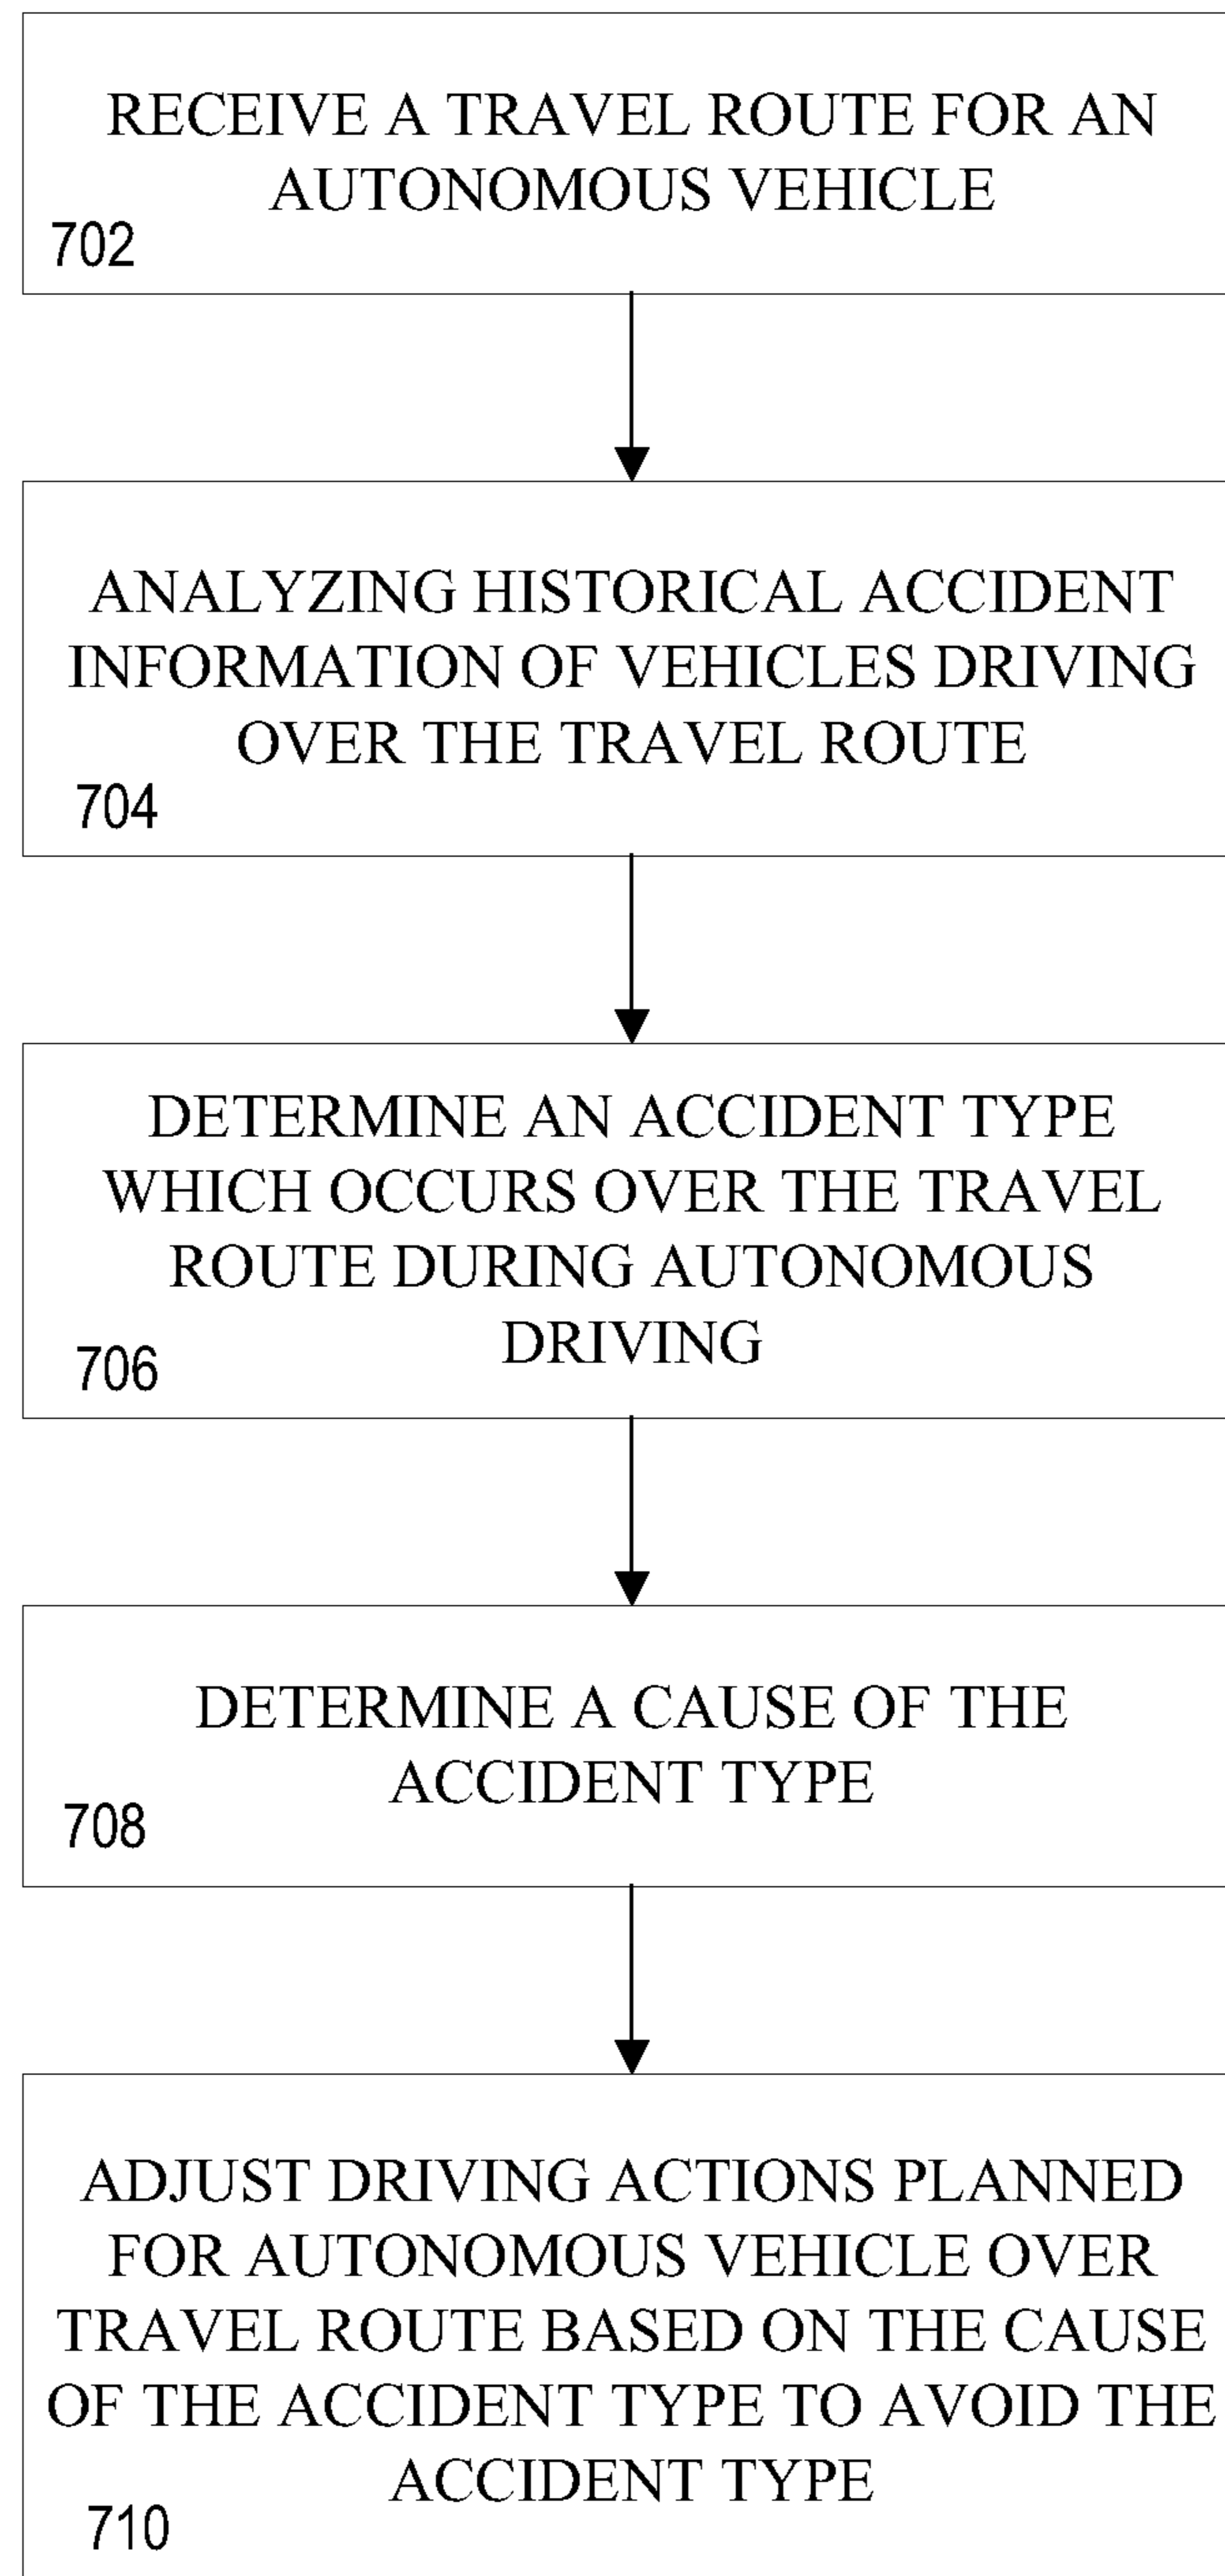 RECEIVE A TRAVEL ROUTE FOR AN
AUTONOMOUS VEHICLE
702
ANALYZING HISTORICAL ACCIDENT
INFORMATION OF VEHICLES DRIVING
OVER THE TRAVEL ROUTE
704
DETERMINE AN ACCIDENT TYPE
WHICH OCCURS OVER THE TRAVEL
ROUTE DURING AUTONOMOUS
DRIVING
706
DETERMINE A CAUSE OF THE
ACCIDENT TYPE
708
ADJUST DRIVING ACTIONS PLANNED
FOR AUTONOMOUS VEHICLE OVER
TRAVEL ROUTE BASED ON THE CAUSE
OF THE ACCIDENT TYPE TO AVOID THE
ACCIDENT TYPE
710